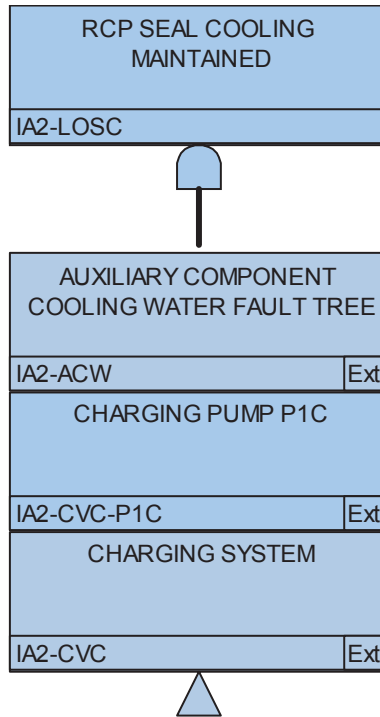 RCP SEAL COOLING
MAINTAINED
IA2-LOSC
AUXILIARY COMPONENT
COOLING WATER FAULT TREE
IA2-ACW Ext
CHARGING PUMP P1C
IA2-CVC-P1C Ext
CHARGING SYSTEM
IA2-CVC Ext